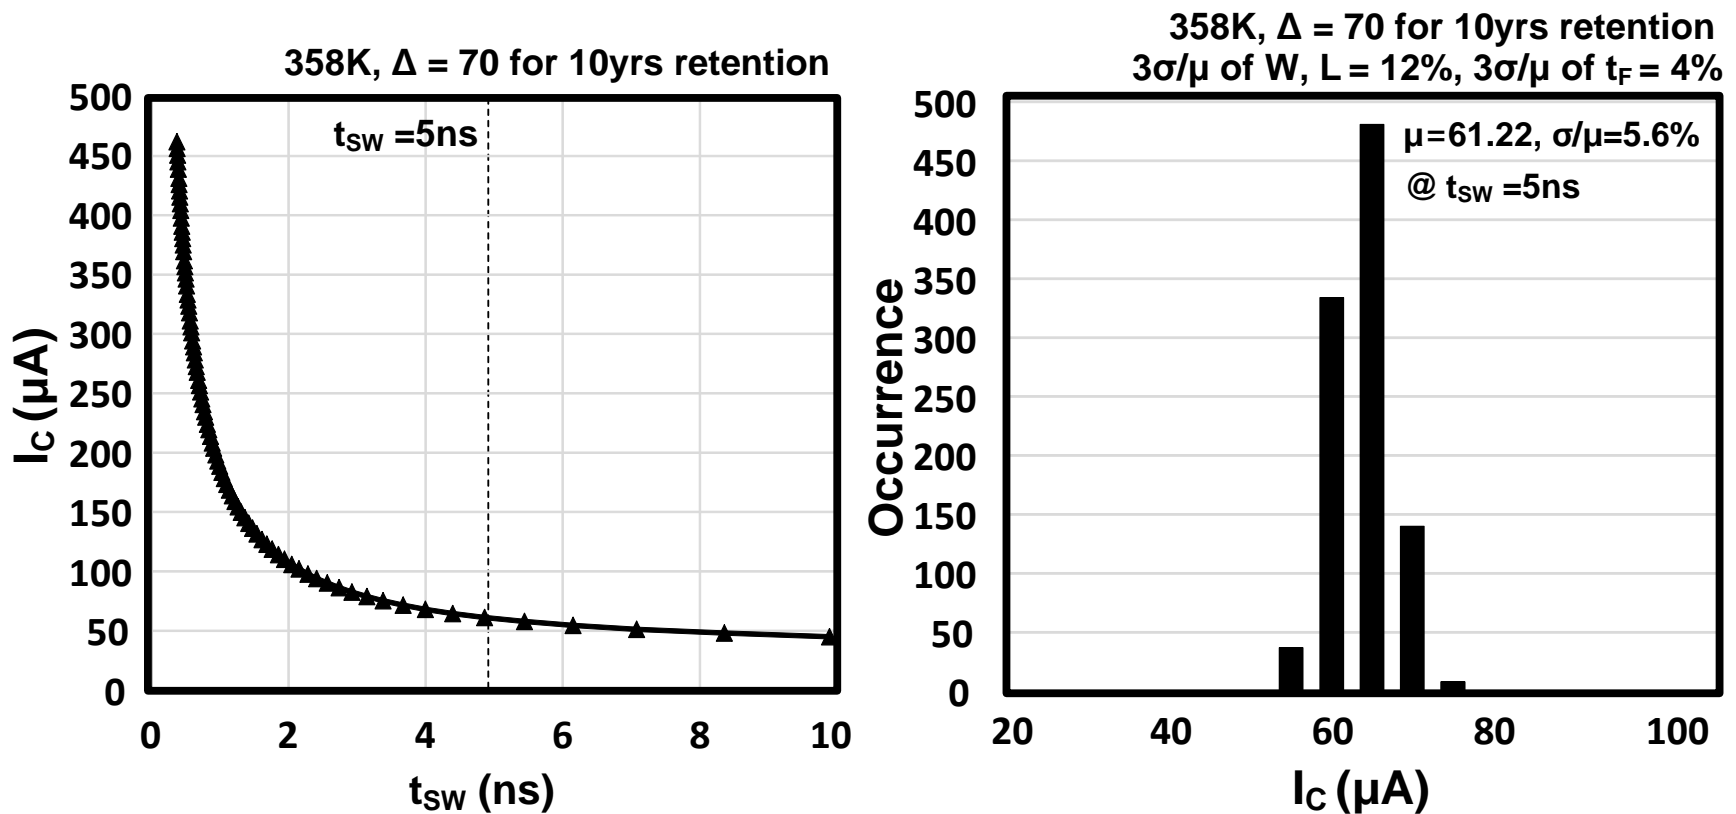 358K, Δ = 70 for 10yrs retention
500
450
400
350
300
250
200
150
100
50
0
I_C (µA)
t_SW =5ns
0 2 4 6 8 10
t_SW (ns)
358K, Δ = 70 for 10yrs retention
3σ/µ of W, L = 12%, 3σ/µ of t_F = 4%
500
450
400
350
300
250
200
150
100
50
0
Occurrence
µ=61.22, σ/µ=5.6%
@ t_SW =5ns
20 40 60 80 100
I_C (µA)